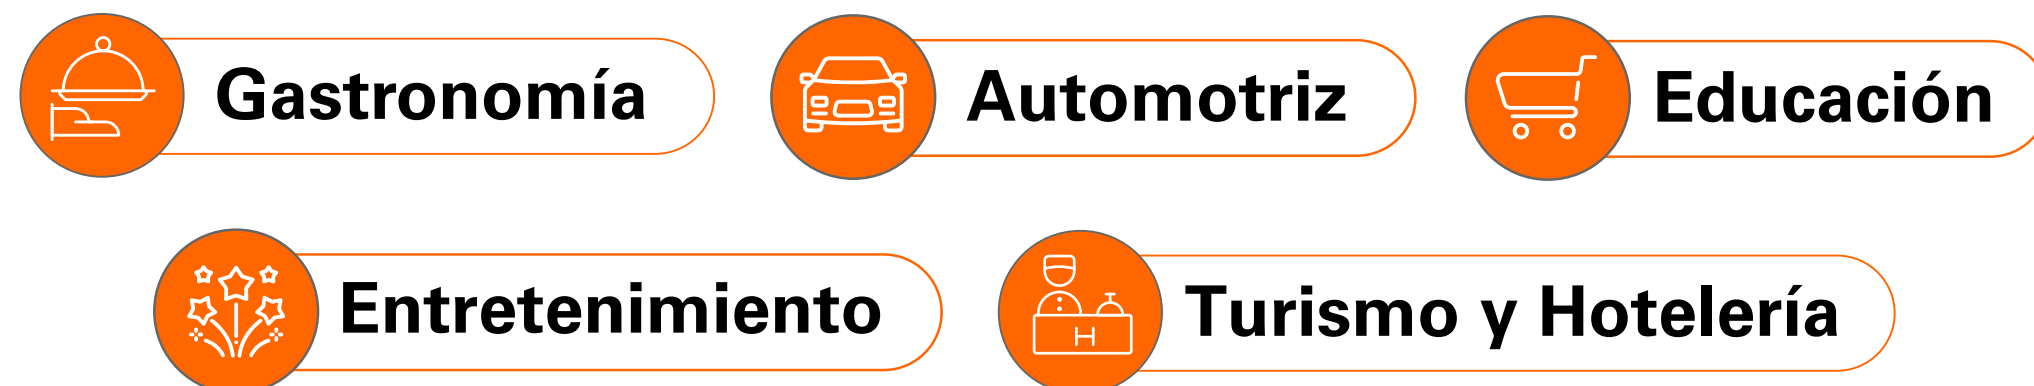 Gastronomía
Automotriz
Educación
Entretenimiento
Turismo y Hotelería
H